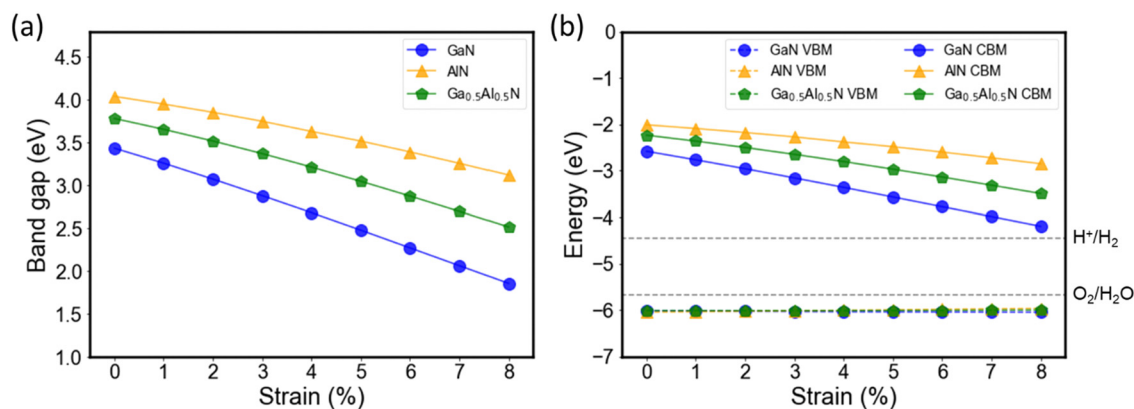 (a)
4.5
4.0
3.5
3.0
2.5
2.0
1.5
1.0
Band gap (eV)
0 1 2 3 4 5 6 7 8
Strain (%)
GaN
AlN
Ga0.5Al0.5N
(b)
0
−1
−2
−3
−4
−5
−6
−7
Energy (eV)
0 1 2 3 4 5 6 7 8
Strain (%)
GaN VBM GaN CBM
AlN VBM AlN CBM
Ga0.5Al0.5N VBM Ga0.5Al0.5N CBM
H⁺/H₂
O₂/H₂O